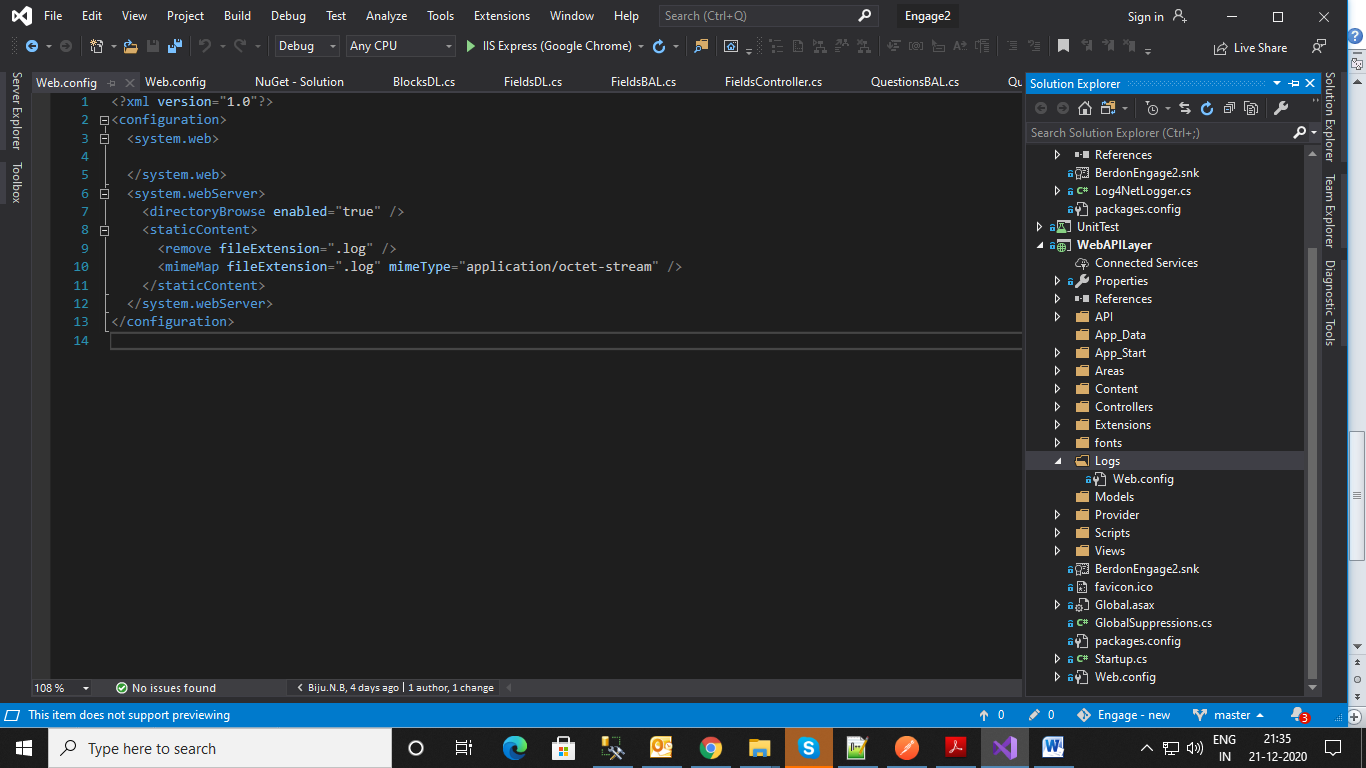 File Edit View Project Build Debug Test Analyze Tools Extensions Window Help Search (Ctrl+Q) Engage2 Sign in
Debug Any CPU IIS Express (Google Chrome) Live Share
Server Explorer
Toolbox
Web.config Web.config NuGet - Solution BlocksDL.cs FieldsDL.cs FieldsBAL.cs FieldsController.cs QuestionsBAL.cs Qu
1 <?xml version="1.0"?>
2 <configuration>
3 <system.web>
4
5 </system.web>
6 <system.webServer>
7 <directoryBrowse enabled="true" />
8 <staticContent>
9 <remove fileExtension=".log" />
10 <mimeMap fileExtension=".log" mimeType="application/octet-stream" />
11 </staticContent>
12 </system.webServer>
13 </configuration>
14
108 % No issues found Biju.N.B, 4 days ago | 1 author, 1 change
Solution Explorer
Search Solution Explorer (Ctrl+;)
References
BerdonEngage2.snk
C# Log4NetLogger.cs
packages.config
UnitTest
WebAPILayer
Connected Services
Properties
References
API
App_Data
App_Start
Areas
Content
Controllers
Extensions
fonts
Logs
Web.config
Models
Provider
Scripts
Views
BerdonEngage2.snk
favicon.ico
Global.asax
C# GlobalSuppressions.cs
packages.config
C# Startup.cs
Web.config
Solution Explorer
Team Explorer
Diagnostic Tools
This item does not support previewing 0 0 Engage - new master 3
Type here to search ENG IN 21:35 21-12-2020